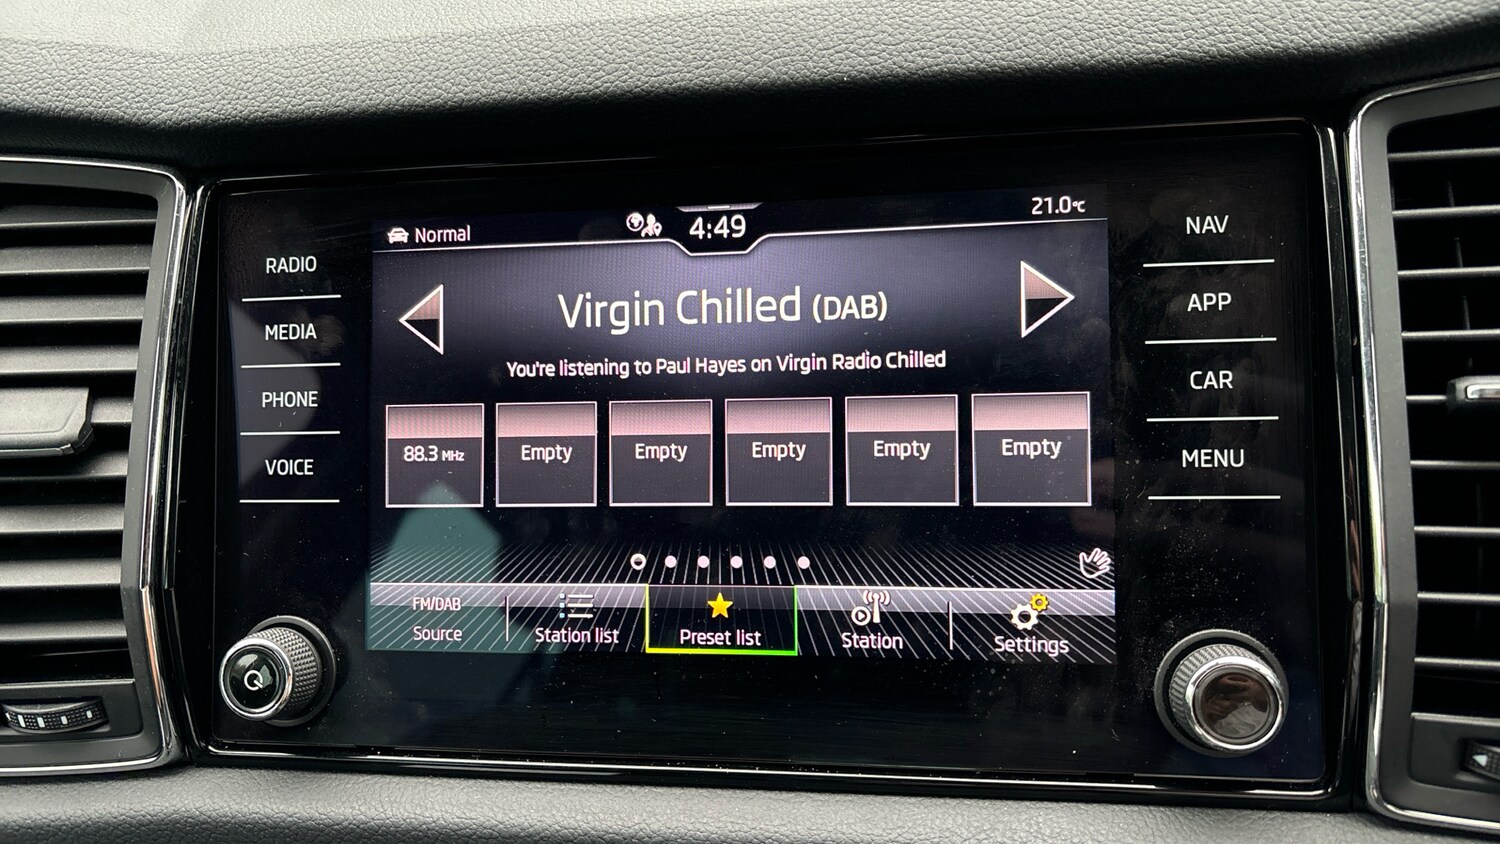 Normal
4:49
21.0°C
RADIO
MEDIA
PHONE
VOICE
Virgin Chilled (DAB)
You're listening to Paul Hayes on Virgin Radio Chilled
88.3 MHz
Empty
Empty
Empty
Empty
Empty
FM/DAB
Source
Station list
Preset list
Station
Settings
NAV
APP
CAR
MENU